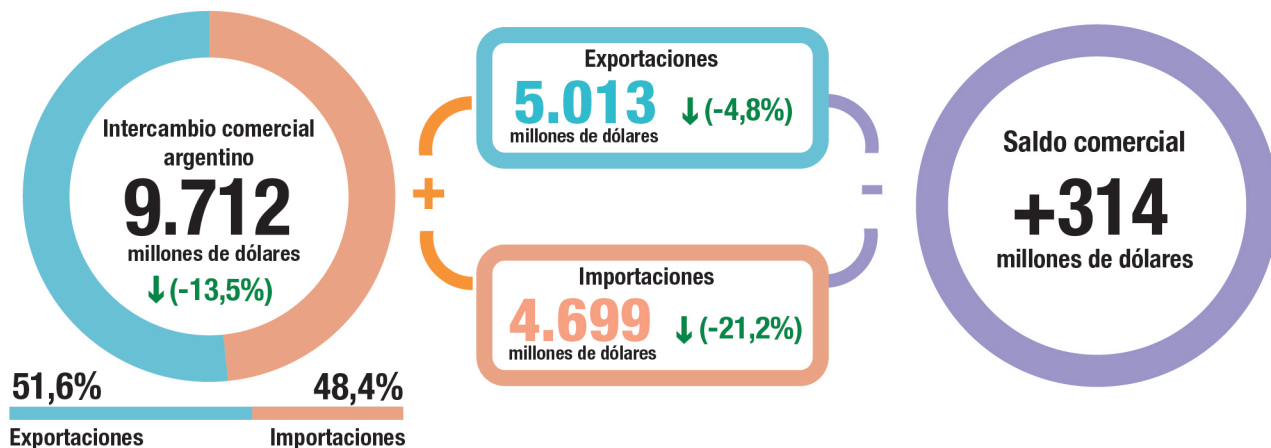 Intercambio comercial
argentino
9.712
millones de dólares
↓(-13,5%)
51,6%
48,4%
Exportaciones
Importaciones
+
Exportaciones
5.013 ↓(-4,8%)
millones de dólares
Importaciones
4.699 ↓(-21,2%)
millones de dólares
-
Saldo comercial
+314
millones de dólares